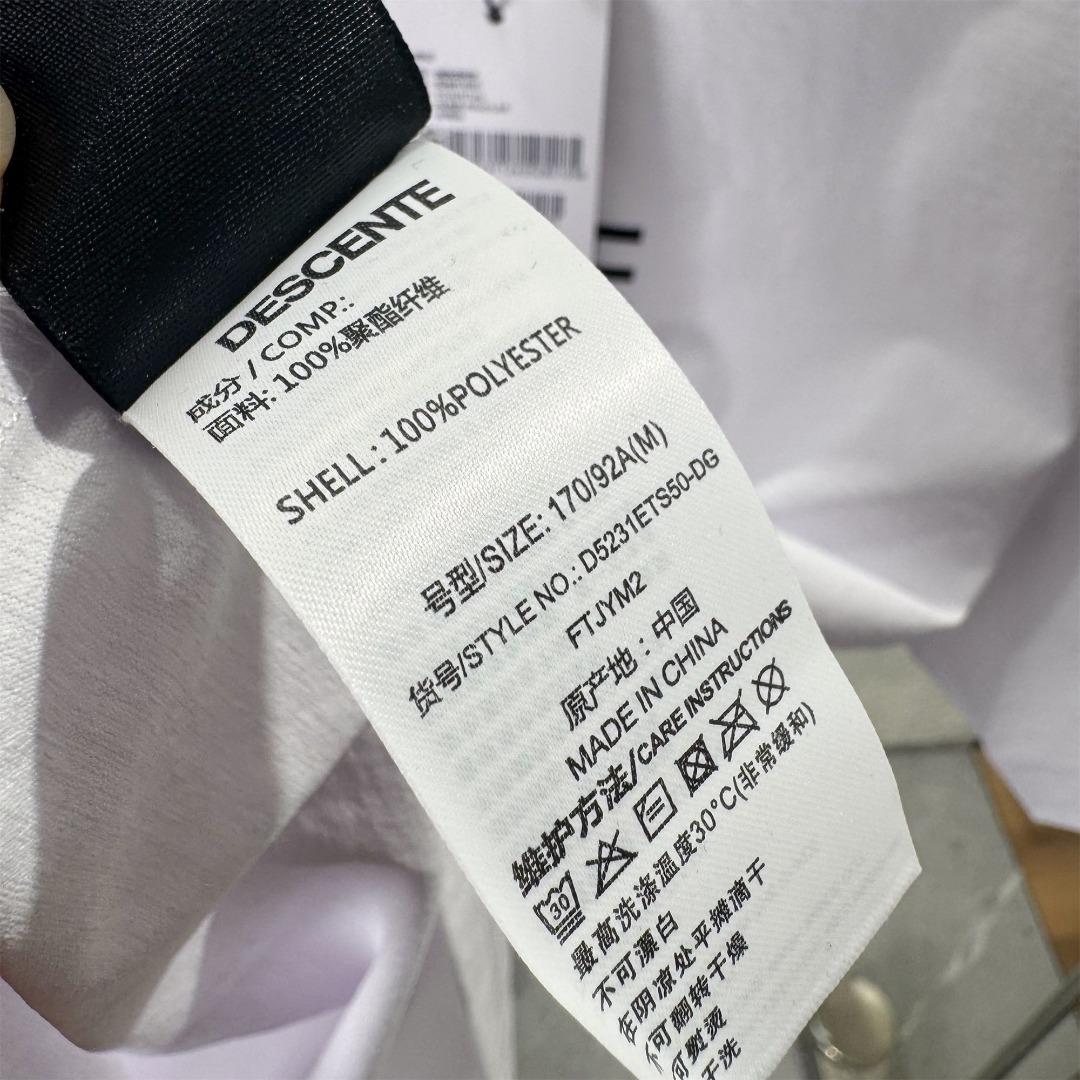 DESCENTE
成分 / COMP.:
面料: 100%聚酯纤维
SHELL : 100%POLYESTER
号型/SIZE: 170/92A(M)
货号/STYLE NO.: D5231ETS50-DG
FTJYM2
原产地 : 中国
MADE IN CHINA
维护方法/CARE INSTRUCTIONS
30
最高洗涤温度30°C(非常缓和)
不可漂白
在阴凉处平摊滴干
不可翻转干燥
可熨烫
干洗